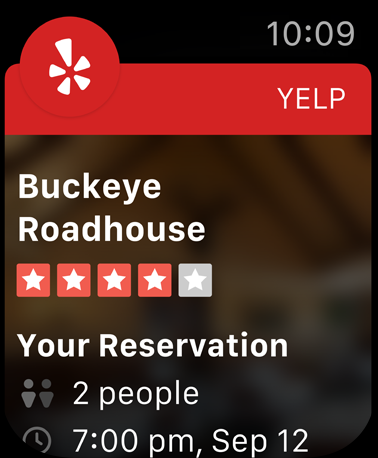 10:09
YELP
Buckeye
Roadhouse
Your Reservation
2 people
7:00 pm, Sep 12